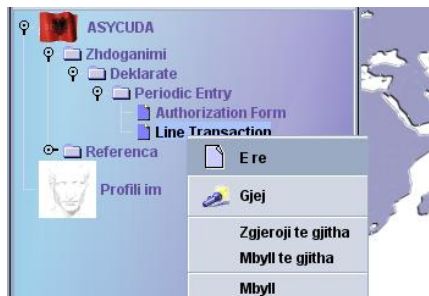 ASYCUDA
Zhdoganimi
Deklarate
Periodic Entry
Authorization Form
Line Transaction
Referenca
E re
Profili im
Gjej
Zgjeroji te gjitha
Mbyll te gjitha
Mbyll